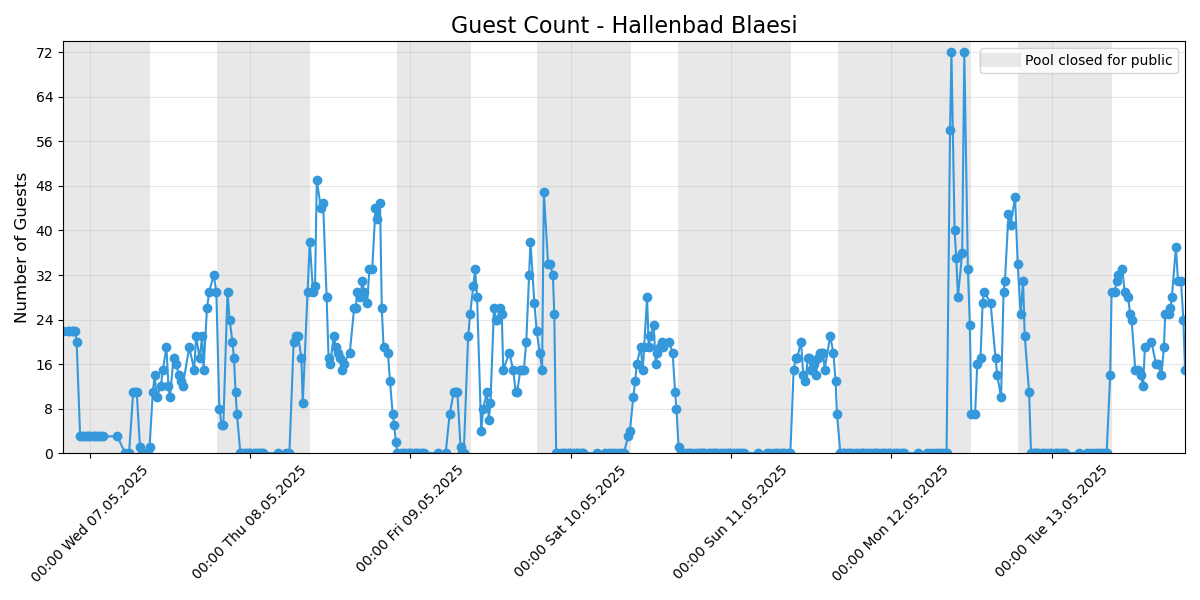 Guest Count - Hallenbad Blaesi
Pool closed for public
Number of Guests
72
64
56
48
40
32
24
16
8
0
00:00 Wed 07.05.2025
00:00 Thu 08.05.2025
00:00 Fri 09.05.2025
00:00 Sat 10.05.2025
00:00 Sun 11.05.2025
00:00 Mon 12.05.2025
00:00 Tue 13.05.2025